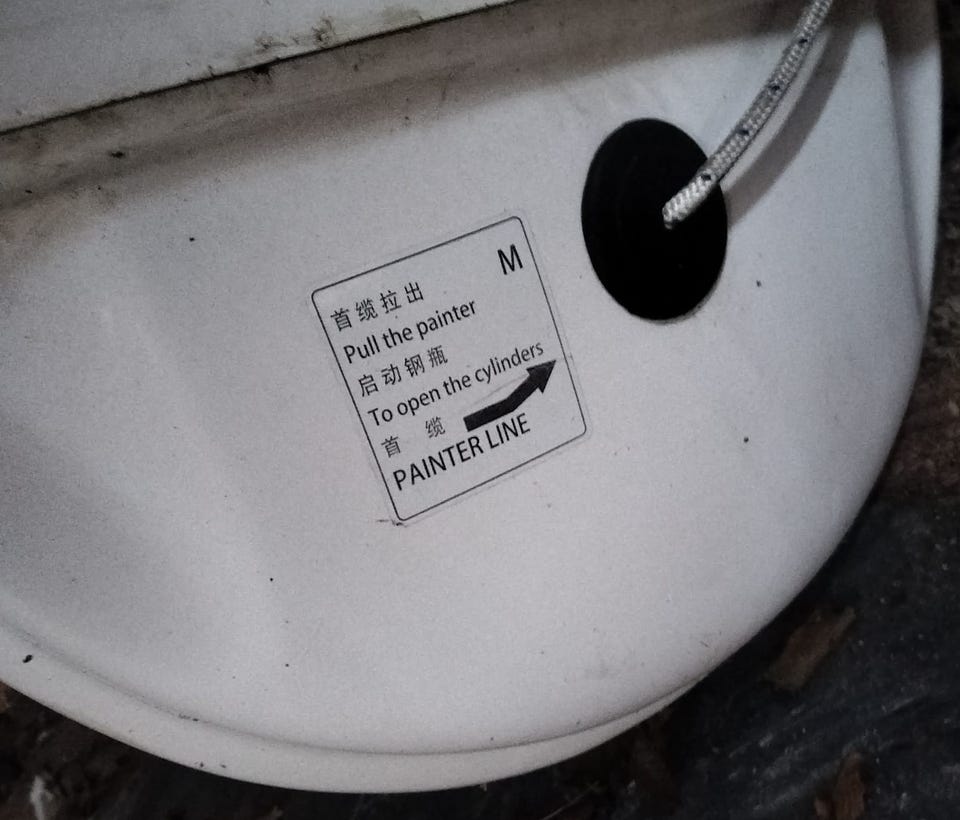 M
首缆拉出
Pull the painter
启动钢瓶
To open the cylinders
首 缆
PAINTER LINE